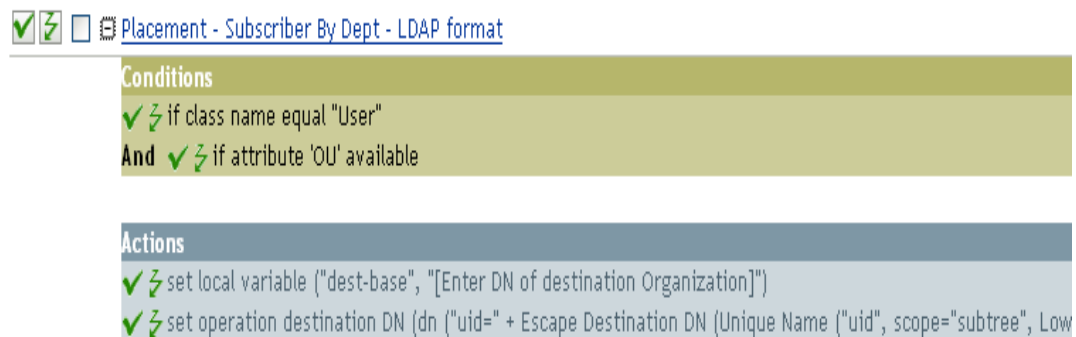 Placement - Subscriber By Dept - LDAP format
Conditions
if class name equal "User"
And if attribute 'OU' available
Actions
set local variable ("dest-base", "[Enter DN of destination Organization]")
set operation destination DN (dn ("uid=" + Escape Destination DN (Unique Name ("uid", scope="subtree", Low